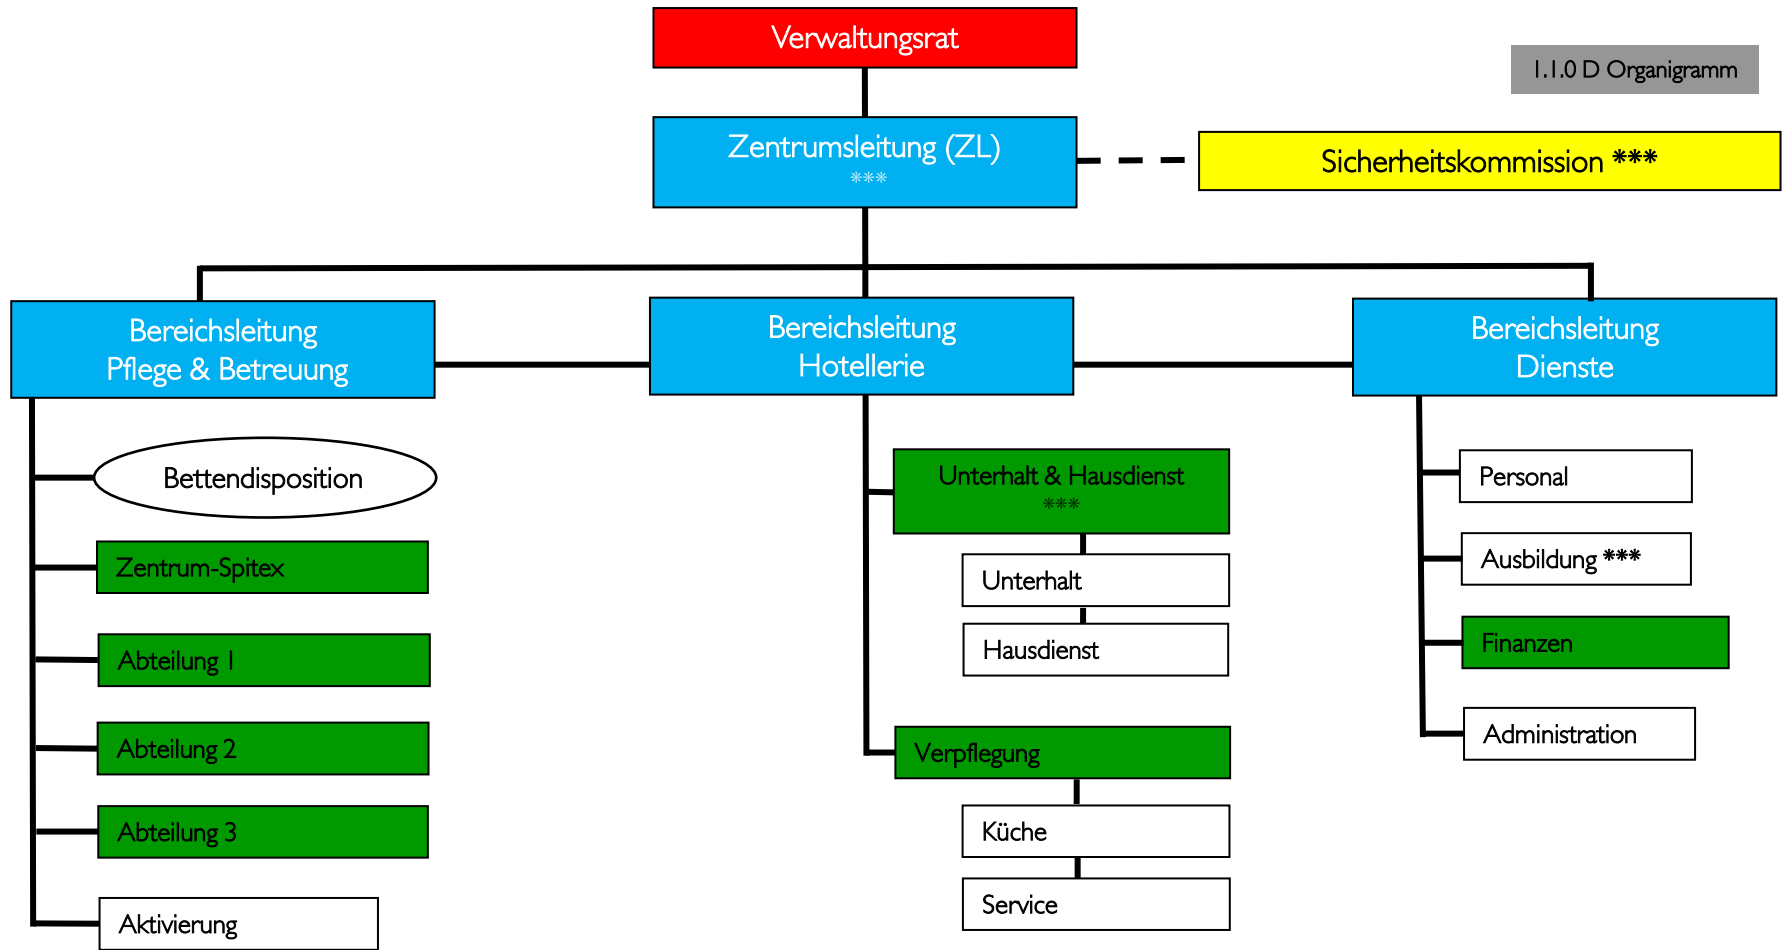 Verwaltungsrat
1.1.0 D Organigramm
Zentrumsleitung (ZL)
***
Sicherheitskommission ***
Bereichsleitung
Pflege & Betreuung
Bereichsleitung
Hotellerie
Bereichsleitung
Dienste
Bettendisposition
Zentrum-Spitex
Abteilung 1
Abteilung 2
Abteilung 3
Aktivierung
Unterhalt & Hausdienst
***
Unterhalt
Hausdienst
Verpflegung
Küche
Service
Personal
Ausbildung ***
Finanzen
Administration